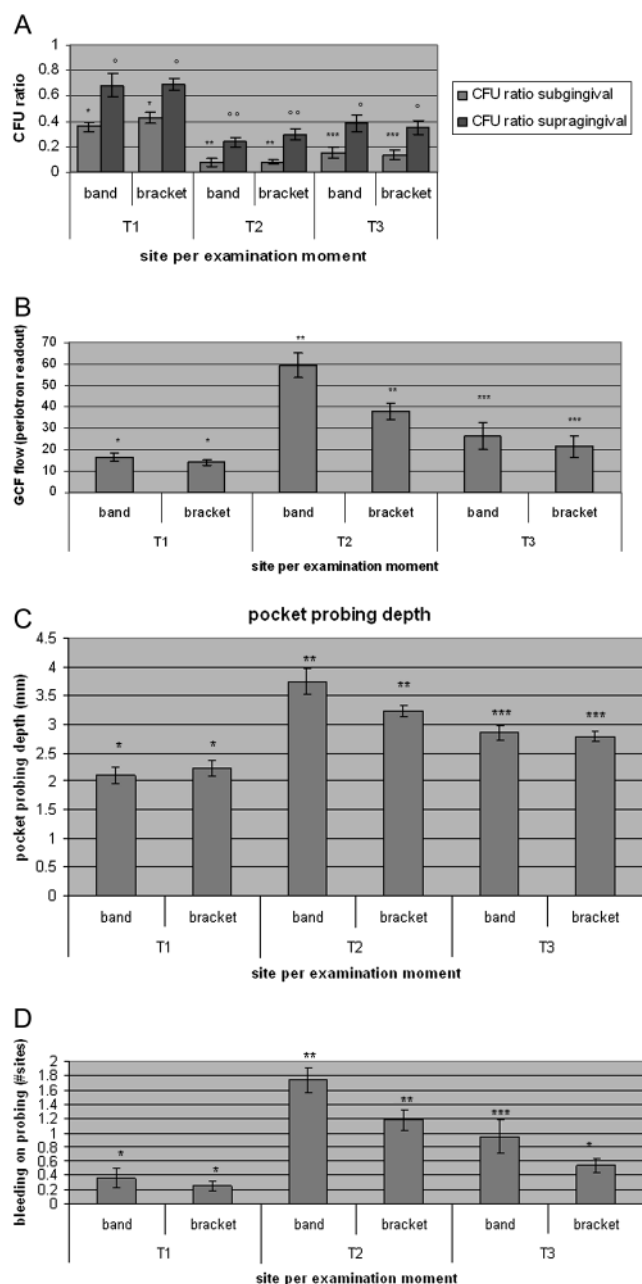 A
CFU ratio
1
0.8
0.6
0.4
0.2
0
* ° * ° ** °° ** °° *** ° *** °
band bracket band bracket band bracket
T1 T2 T3
site per examination moment
CFU ratio subgingival
CFU ratio supragingival
B
GCF flow (periotron readout)
70
60
50
40
30
20
10
0
* * ** ** *** ***
band bracket band bracket band bracket
T1 T2 T3
site per examination moment
C
pocket probing depth
pocket probing depth (mm)
4.5
4
3.5
3
2.5
2
1.5
1
0.5
0
* * ** ** *** ***
band bracket band bracket band bracket
T1 T2 T3
site per examination moment
D
bleeding on probing (#sites)
2
1.8
1.6
1.4
1.2
1
0.8
0.6
0.4
0.2
0
* * ** ** *** *
band bracket band bracket band bracket
T1 T2 T3
site per examination moment